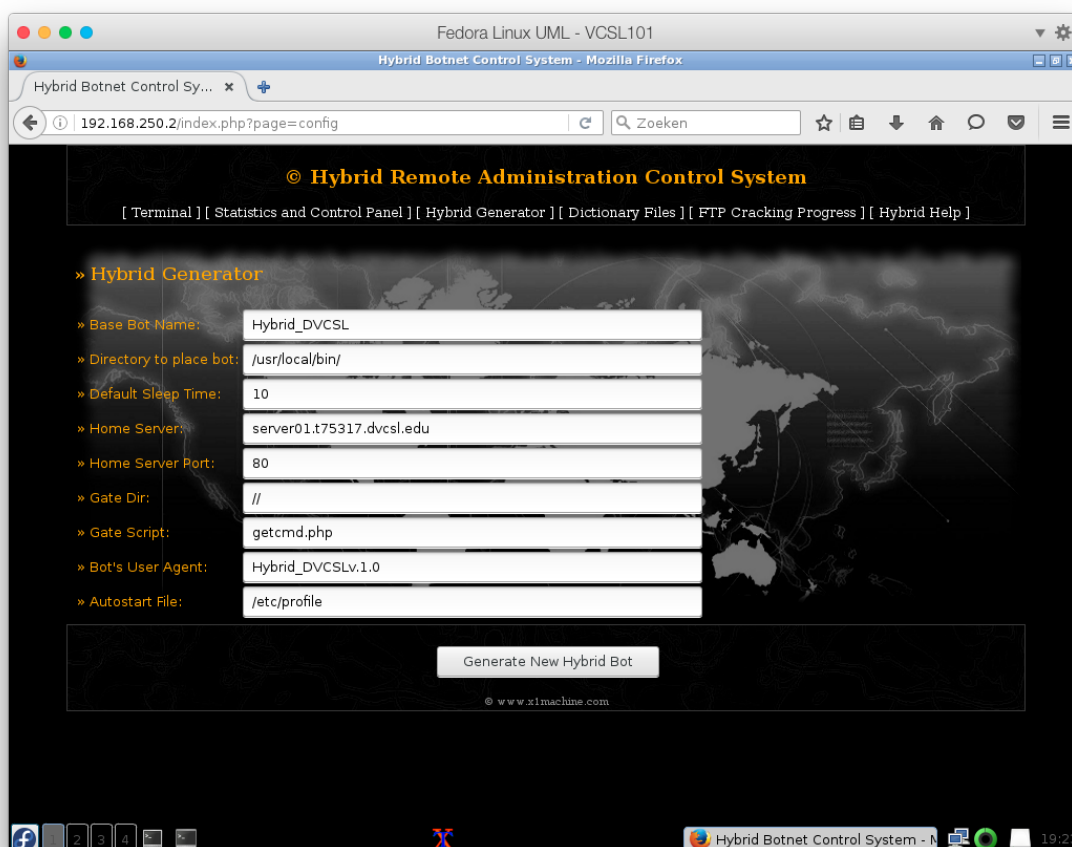 Fedora Linux UML - VCSL101
Hybrid Botnet Control System - Mozilla Firefox
Hybrid Botnet Control Sy...
192.168.250.2/index.php?page=config
Zoeken
© Hybrid Remote Administration Control System
[ Terminal ] [ Statistics and Control Panel ] [ Hybrid Generator ] [ Dictionary Files ] [ FTP Cracking Progress ] [ Hybrid Help ]
» Hybrid Generator
» Base Bot Name: Hybrid_DVCSL
» Directory to place bot: /usr/local/bin/
» Default Sleep Time: 10
» Home Server: server01.t75317.dvcsl.edu
» Home Server Port: 80
» Gate Dir: //
» Gate Script: getcmd.php
» Bot's User Agent: Hybrid_DVCSLv.1.0
» Autostart File: /etc/profile
Generate New Hybrid Bot
© www.x1machine.com
1 2 3 4 Hybrid Botnet Control System -